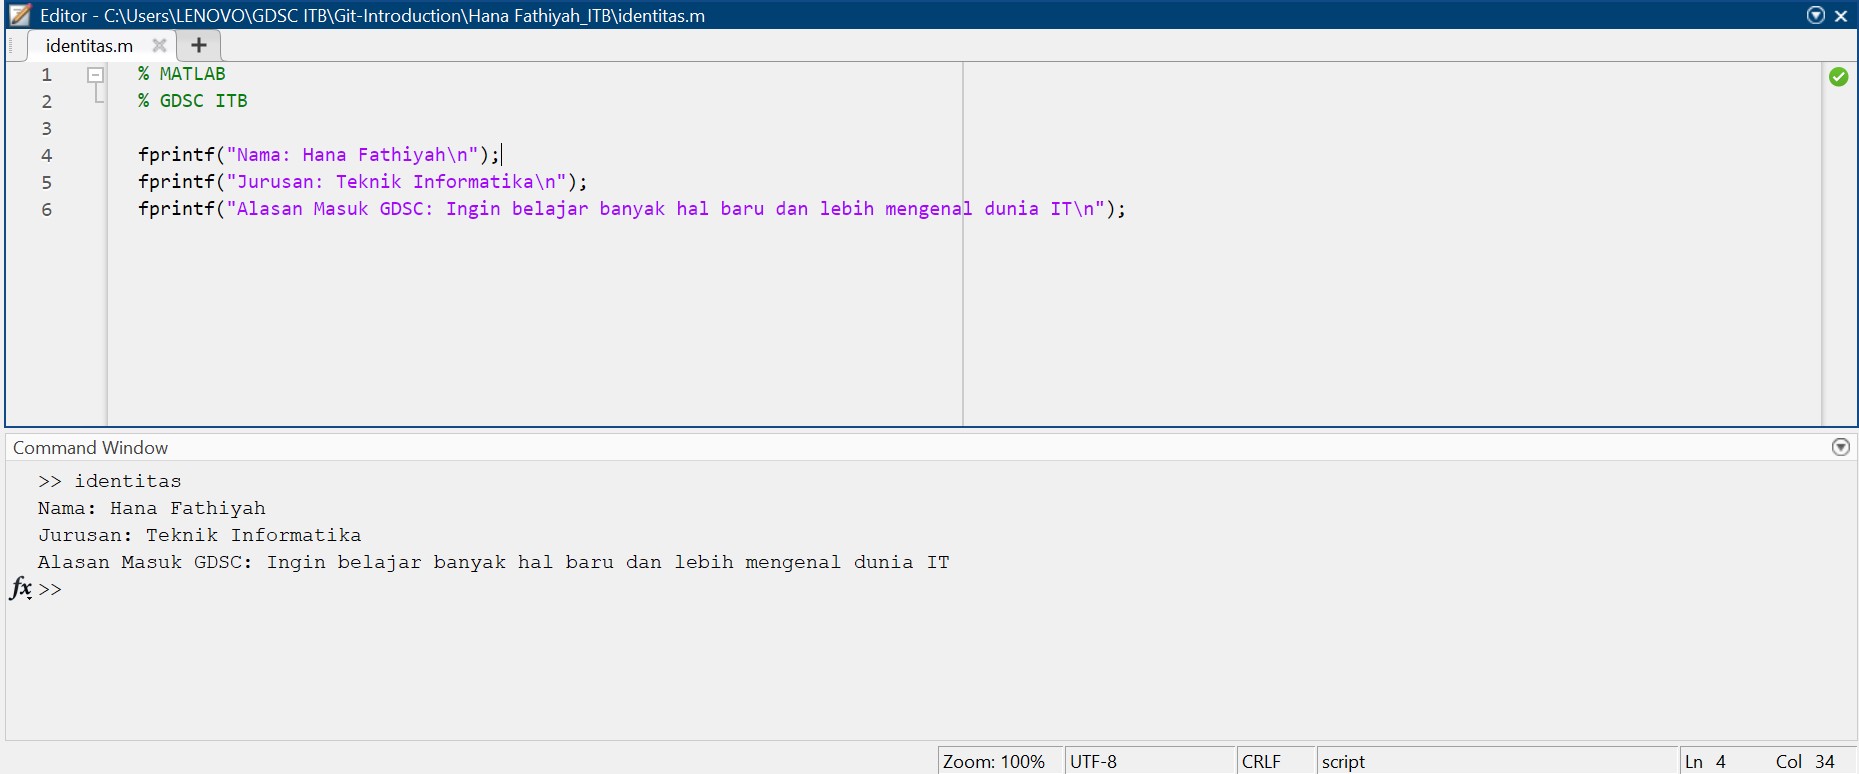 Editor - C:\Users\LENOVO\GDSC ITB\Git-Introduction\Hana Fathiyah_ITB\identitas.m
identitas.m
1 % MATLAB
2 % GDSC ITB
3
4 fprintf("Nama: Hana Fathiyah\n");
5 fprintf("Jurusan: Teknik Informatika\n");
6 fprintf("Alasan Masuk GDSC: Ingin belajar banyak hal baru dan lebih mengenal dunia IT\n");
Command Window
>> identitas
Nama: Hana Fathiyah
Jurusan: Teknik Informatika
Alasan Masuk GDSC: Ingin belajar banyak hal baru dan lebih mengenal dunia IT
fx >>
Zoom: 100% UTF-8 CRLF script Ln 4 Col 34